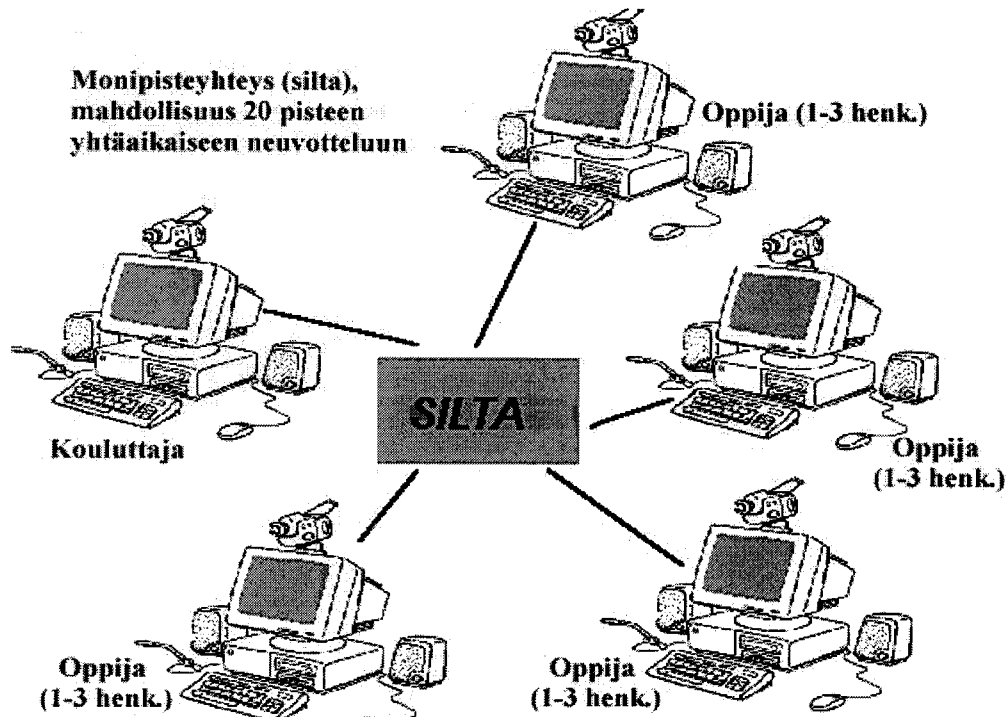 Monipisteyhteys (silta),
mahdollisuus 20 pisteen
yhtäaikaiseen neuvotteluun
Oppija (1-3 henk.)
Kouluttaja
SILTA
Oppija
(1-3 henk.)
Oppija
(1-3 henk.)
Oppija
(1-3 henk.)